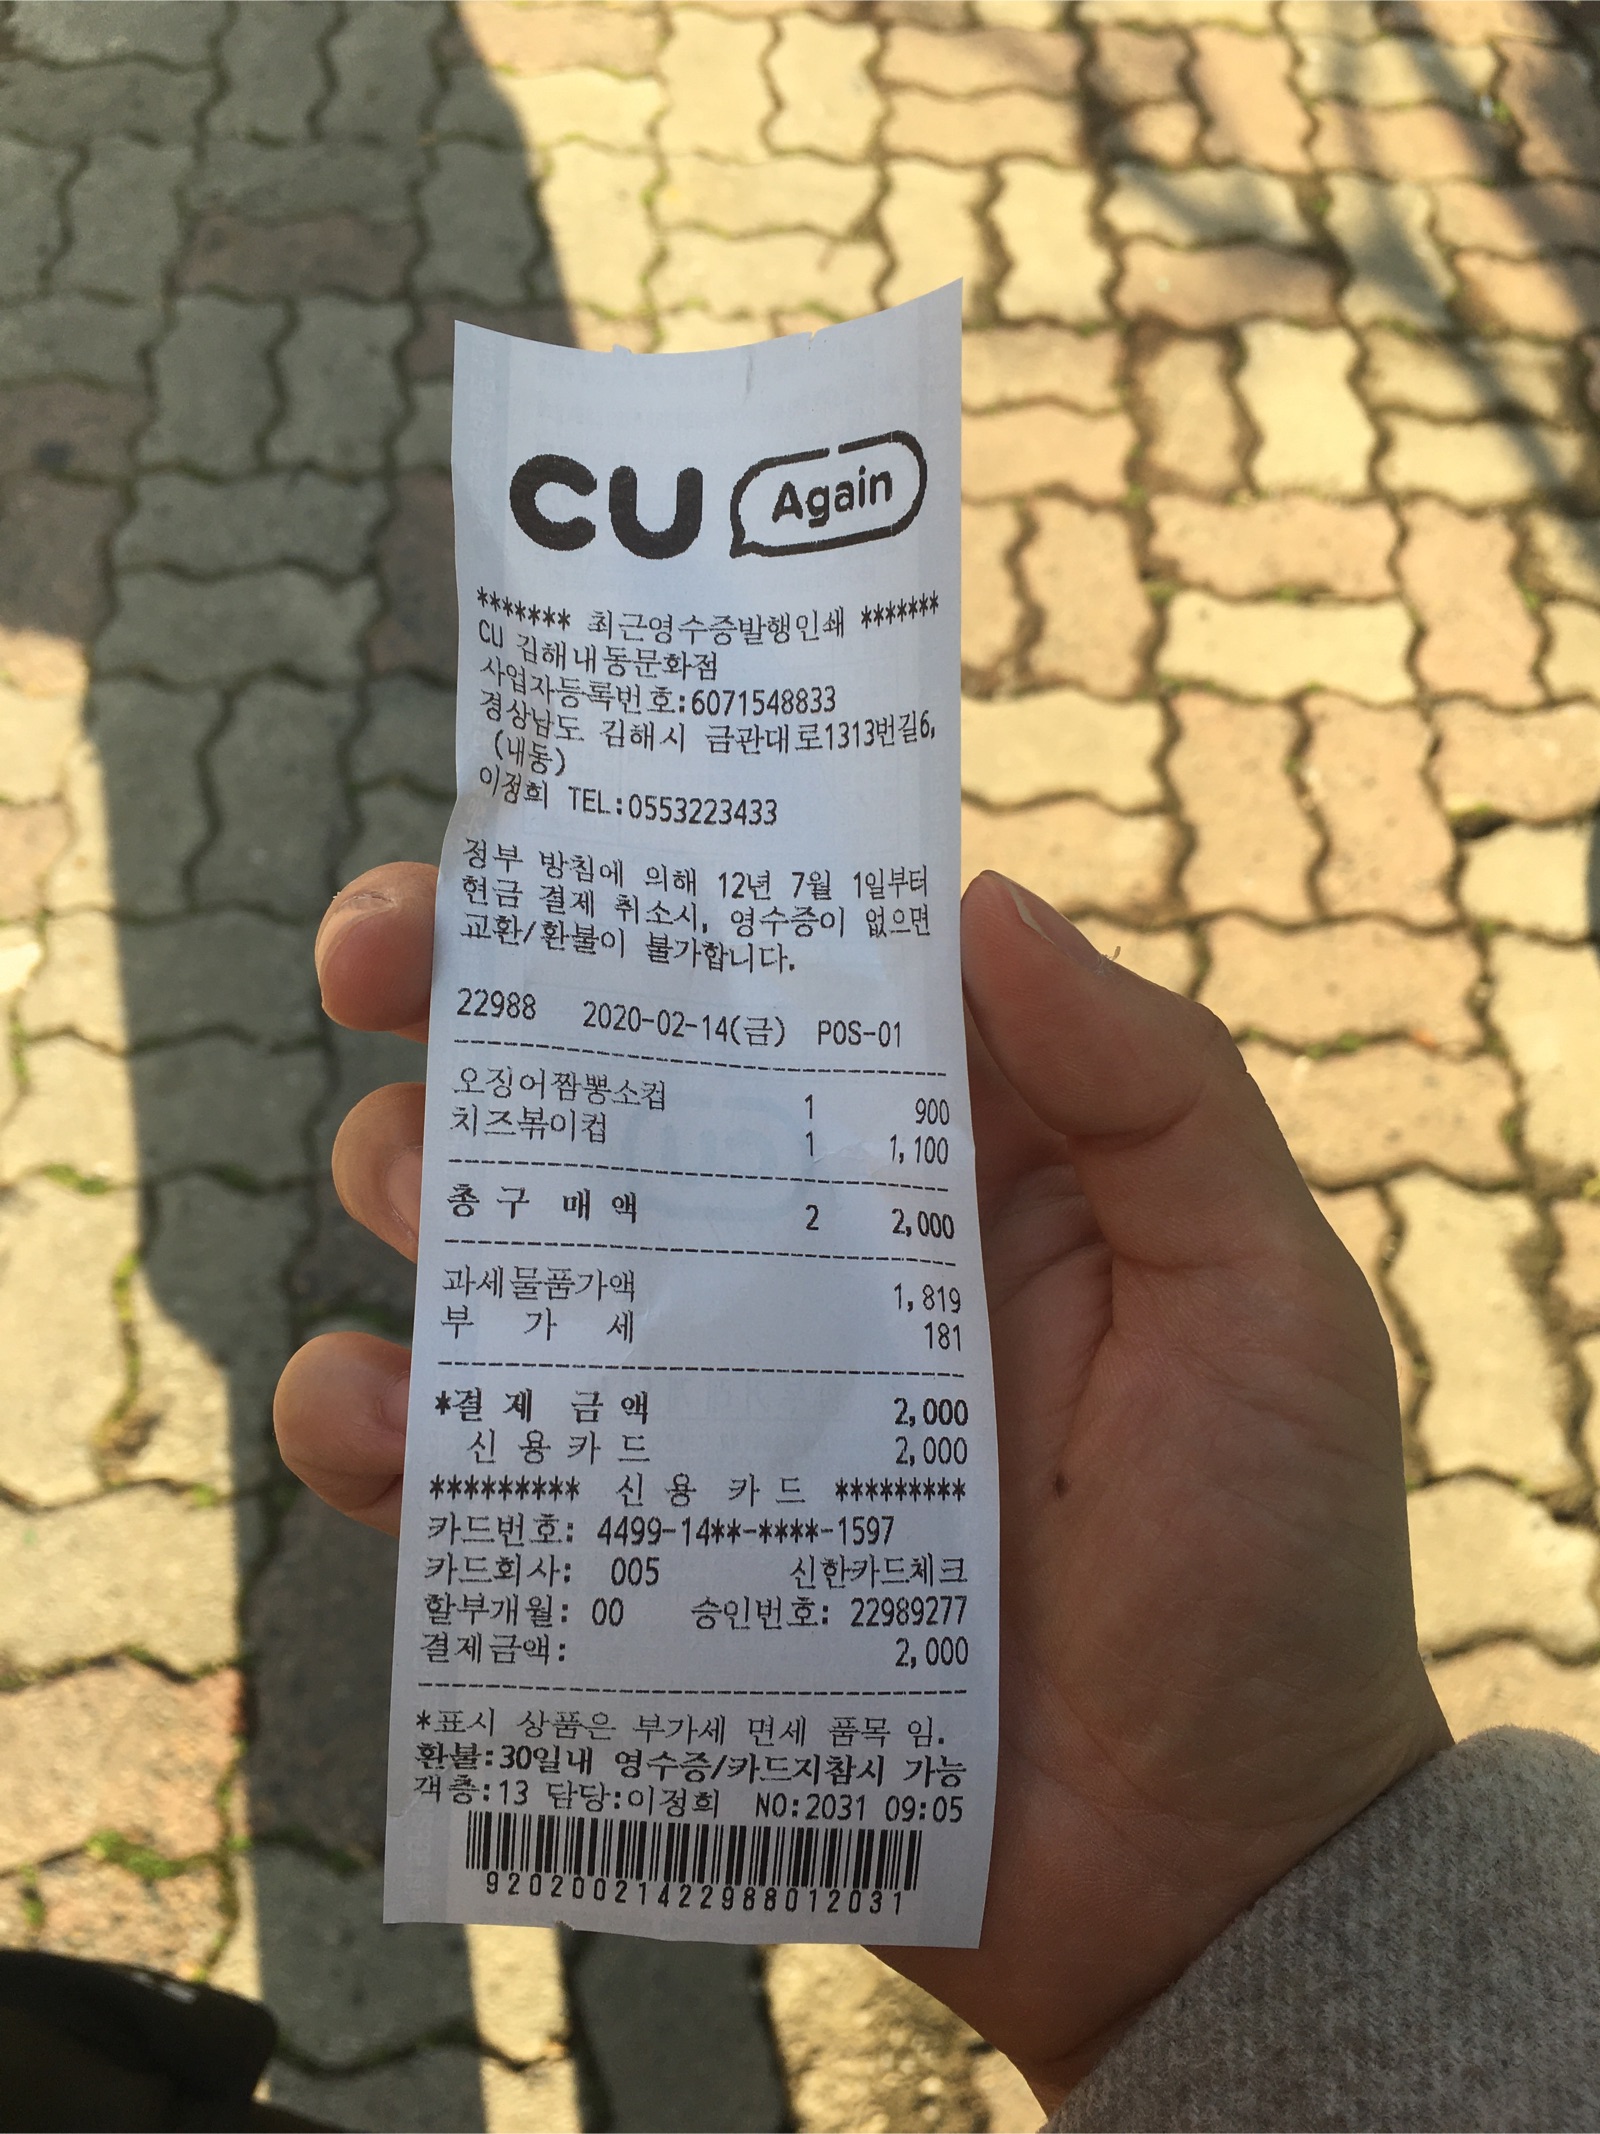 CU Again
******* 최근영수증발행인쇄 *******
CU 김해내동문화점
사업자등록번호:6071548833
경상남도 김해시 금관대로1313번길6,
(내동)
이정희 TEL:0553223433
정부 방침에 의해 12년 7월 1일부터
현금 결제 취소시, 영수증이 없으면
교환/환불이 불가합니다.
22988 2020-02-14(금) POS-01
오징어짬뽕소컵 1 900
치즈볶이컵 1 1,100
총 구 매 액 2 2,000
과세물품가액 1,819
부 가 세 181
*결 제 금 액 2,000
신 용 카 드 2,000
********* 신 용 카 드 *********
카드번호: 4499-14**-****-1597
카드회사: 005 신한카드체크
할부개월: 00 승인번호: 22989277
결제금액: 2,000
*표시 상품은 부가세 면세 품목 임.
환불:30일내 영수증/카드지참시 가능
객층:13 담당:이정희 NO:2031 09:05
9202002142298801​2031